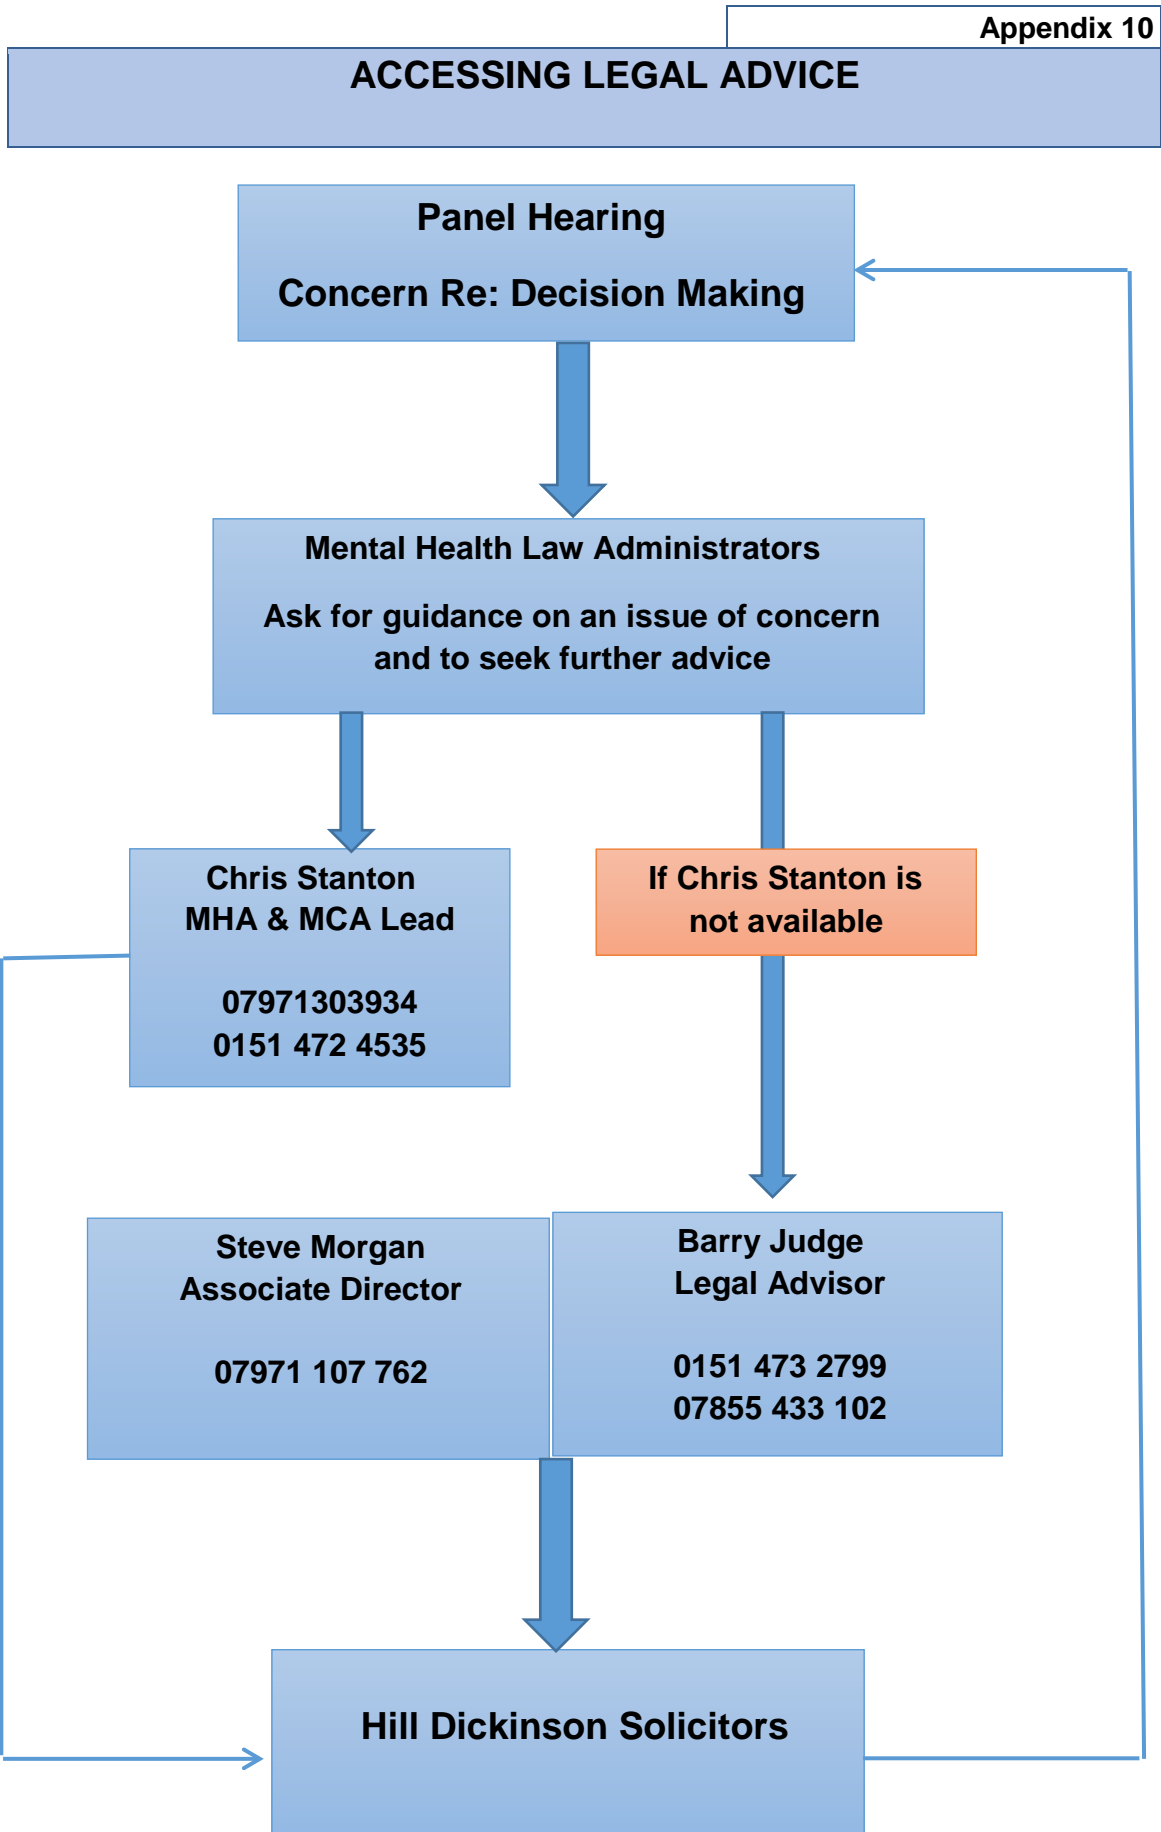 Appendix 10
ACCESSING LEGAL ADVICE
Panel Hearing
Concern Re: Decision Making
Mental Health Law Administrators
Ask for guidance on an issue of concern
and to seek further advice
Chris Stanton
MHA & MCA Lead
07971303934
0151 472 4535
If Chris Stanton is
not available
Steve Morgan
Associate Director
07971 107 762
Barry Judge
Legal Advisor
0151 473 2799
07855 433 102
Hill Dickinson Solicitors